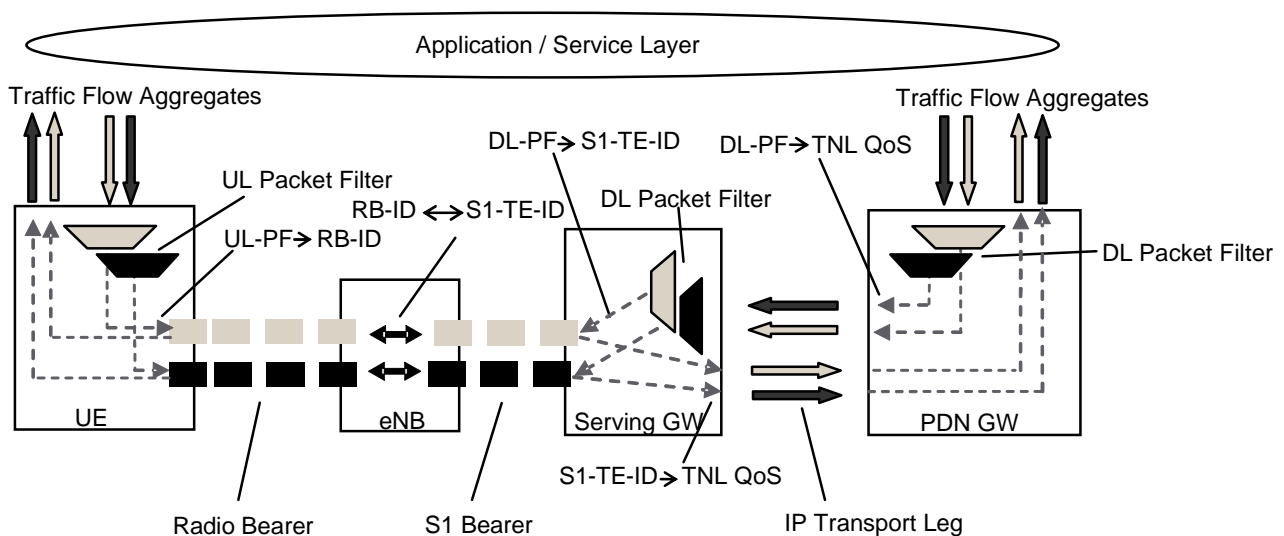 Application / Service Layer
Traffic Flow Aggregates
Traffic Flow Aggregates
DL-PF→S1-TE-ID
DL-PF→TNL QoS
UL Packet Filter
DL Packet Filter
RB-ID ↔ S1-TE-ID
UL-PF→RB-ID
DL Packet Filter
UE
eNB
Serving GW
PDN GW
S1-TE-ID→TNL QoS
Radio Bearer
S1 Bearer
IP Transport Leg